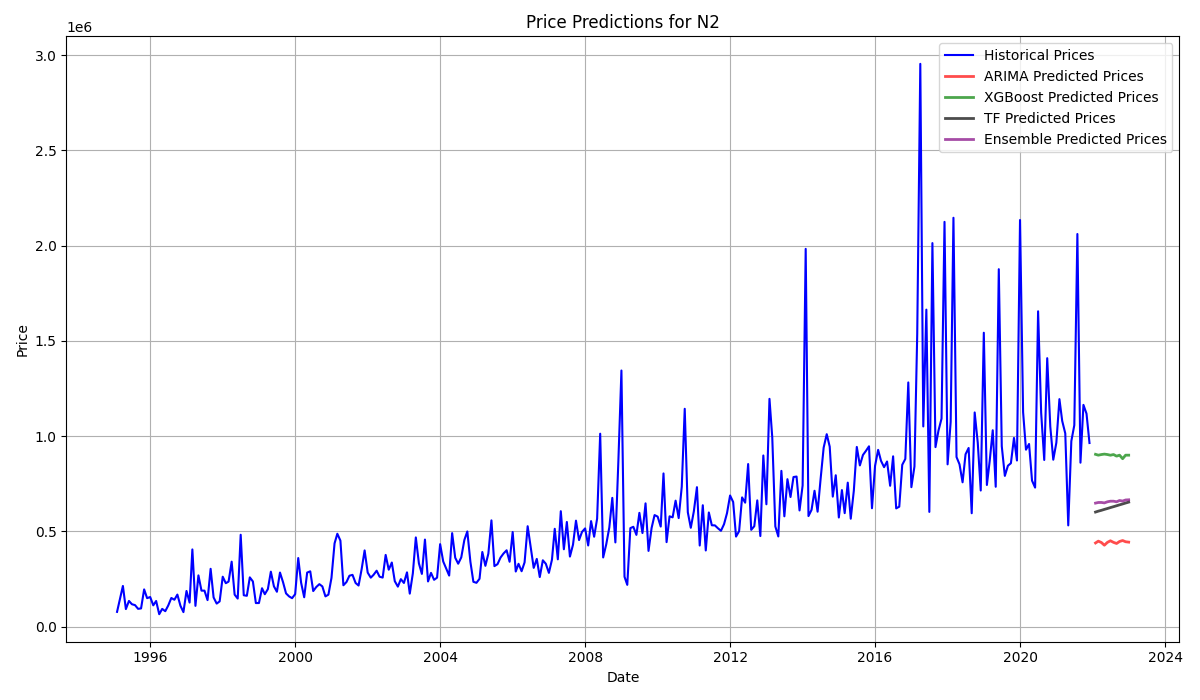 Price Predictions for N2
1e6
3.0
2.5
2.0
1.5
1.0
0.5
0.0
Price
Historical Prices
ARIMA Predicted Prices
XGBoost Predicted Prices
TF Predicted Prices
Ensemble Predicted Prices
1996 2000 2004 2008 2012 2016 2020 2024
Date